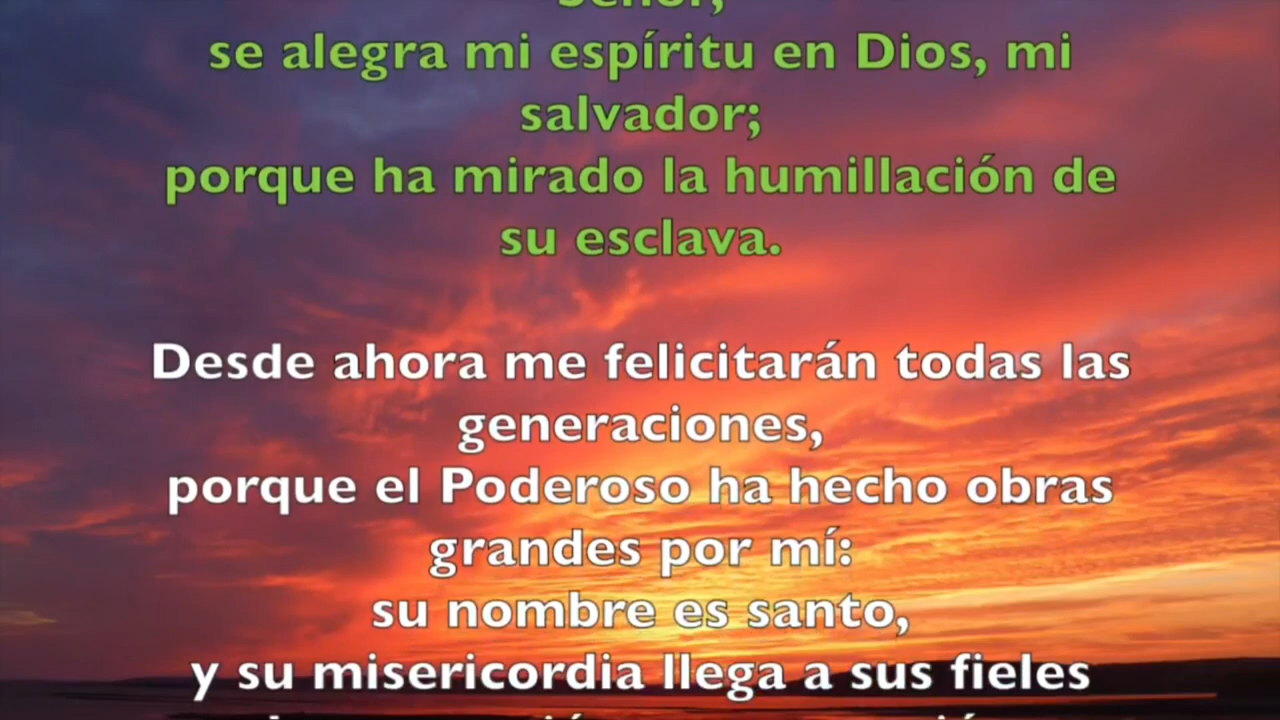 Señor,
se alegra mi espíritu en Dios, mi
salvador;
porque ha mirado la humillación de
su esclava.
Desde ahora me felicitarán todas las
generaciones,
porque el Poderoso ha hecho obras
grandes por mí:
su nombre es santo,
y su misericordia llega a sus fieles